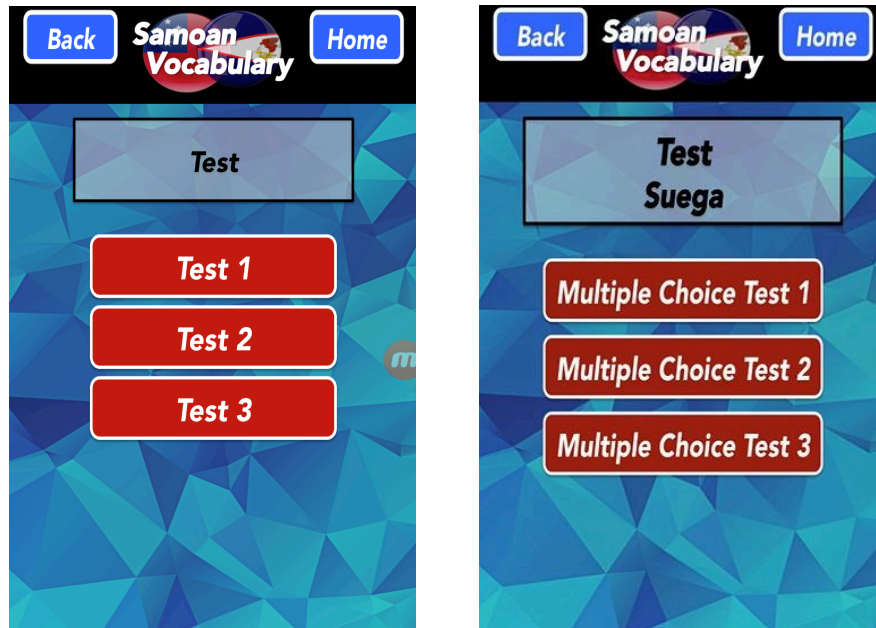 Back
Samoan
Vocabulary
Home
Test
Test 1
Test 2
Test 3
m
Back
Samoan
Vocabulary
Home
Test
Suega
Multiple Choice Test 1
Multiple Choice Test 2
Multiple Choice Test 3